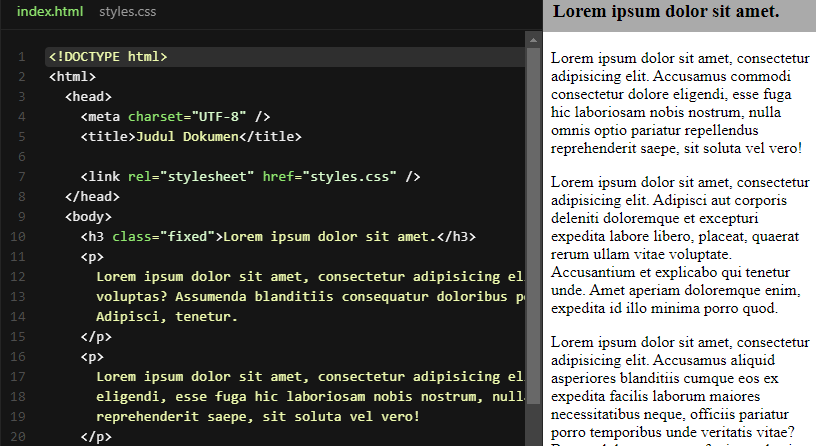 index.html styles.css
1 <!DOCTYPE html>
2 <html>
3 <head>
4 <meta charset="UTF-8" />
5 <title>Judul Dokumen</title>
6
7 <link rel="stylesheet" href="styles.css" />
8 </head>
9 <body>
10 <h3 class="fixed">Lorem ipsum dolor sit amet.</h3>
11 <p>
12 Lorem ipsum dolor sit amet, consectetur adipisicing el
13 voluptas? Assumenda blanditiis consequatur doloribus p
14 Adipisci, tenetur.
15 </p>
16 <p>
17 Lorem ipsum dolor sit amet, consectetur adipisicing el
18 eligendi, esse fuga hic laboriosam nobis nostrum, null
19 reprehenderit saepe, sit soluta vel vero!
20 </p>
Lorem ipsum dolor sit amet.
Lorem ipsum dolor sit amet, consectetur
adipisicing elit. Accusamus commodi
consectetur dolore eligendi, esse fuga
hic laboriosam nobis nostrum, nulla
omnis optio pariatur repellendus
reprehenderit saepe, sit soluta vel vero!
Lorem ipsum dolor sit amet, consectetur
adipisicing elit. Adipisci aut corporis
deleniti doloremque et excepturi
expedita labore libero, placeat, quaerat
rerum ullam vitae voluptate.
Accusantium et explicabo qui tenetur
unde. Amet aperiam doloremque enim,
expedita id illo minima porro quod.
Lorem ipsum dolor sit amet, consectetur
adipisicing elit. Accusamus aliquid
asperiores blanditiis cumque eos ex
expedita facilis laborum maiores
necessitatibus neque, officiis pariatur
porro temporibus unde veritatis vitae?